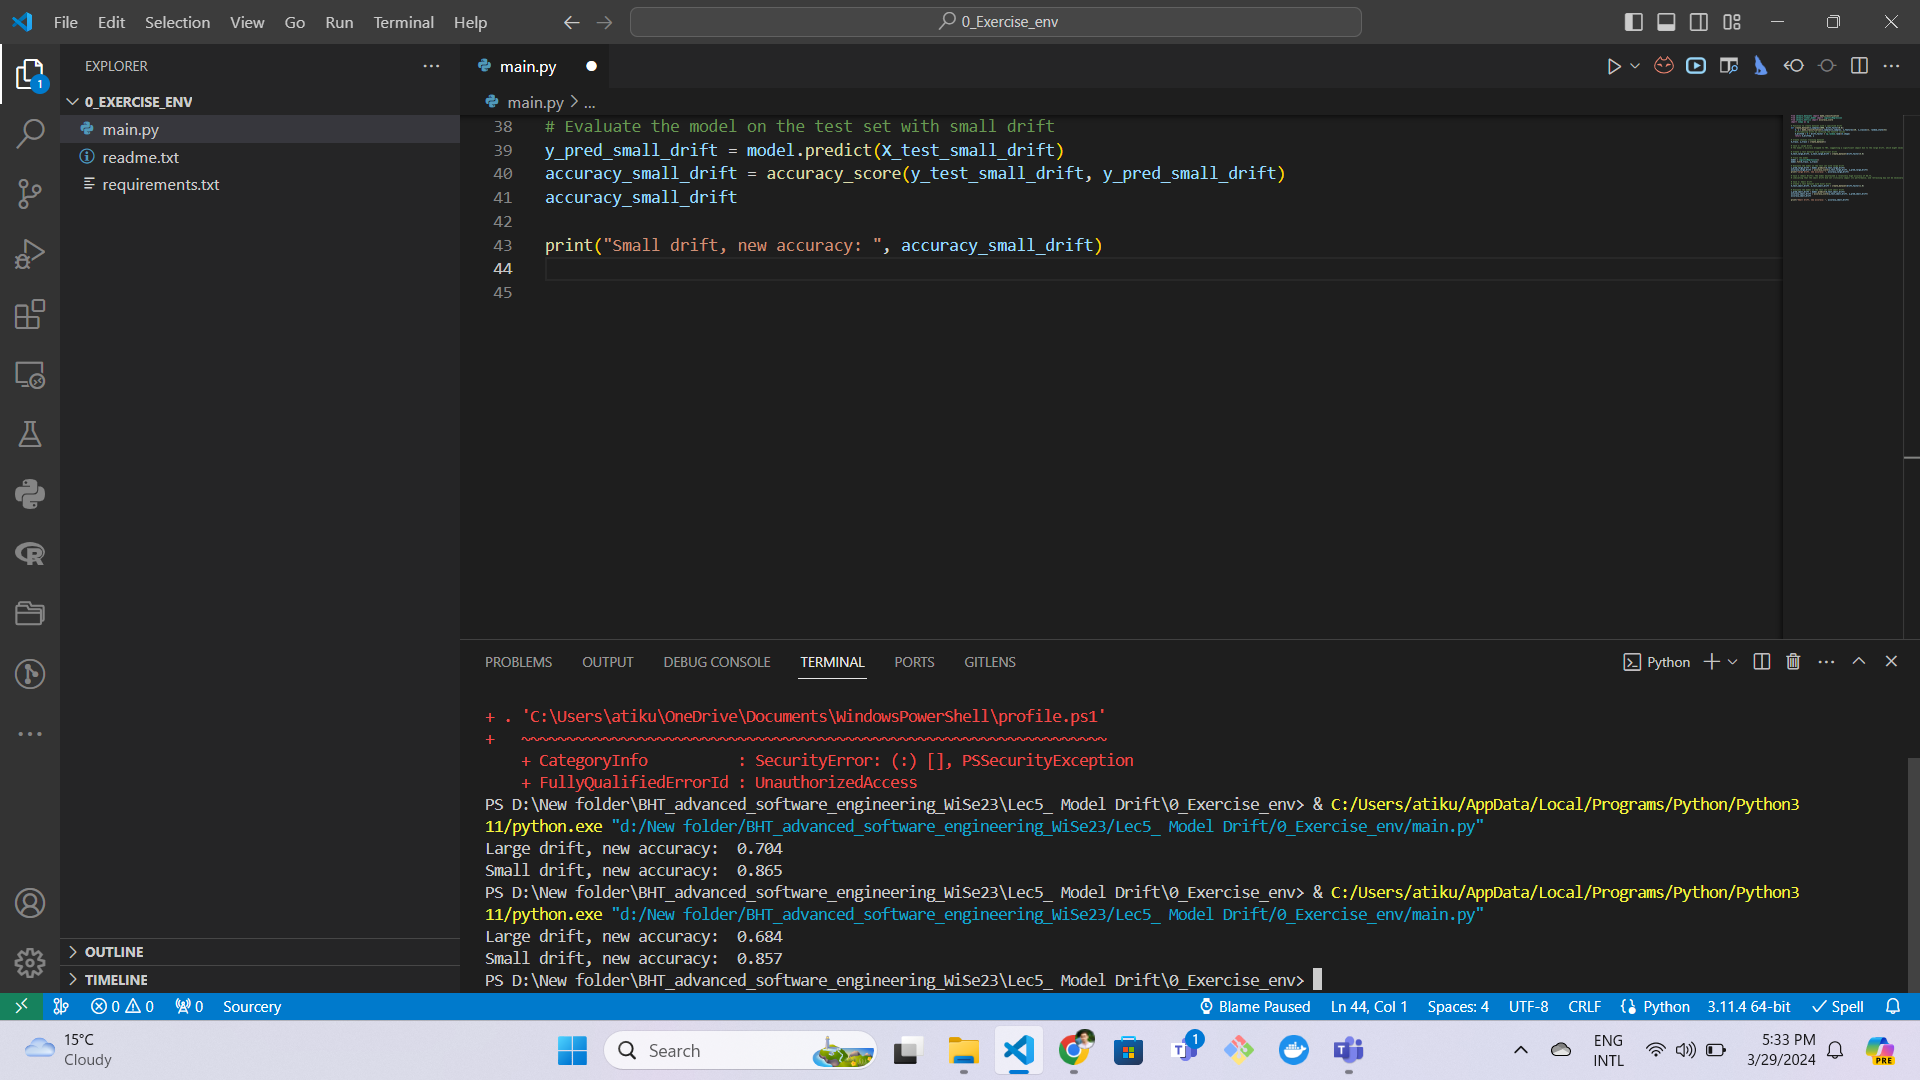 File Edit Selection View Go Run Terminal Help
0_Exercise_env
EXPLORER
1
0_EXERCISE_ENV
main.py
readme.txt
requirements.txt
OUTLINE
TIMELINE
main.py
main.py > ...
38 # Evaluate the model on the test set with small drift
39 y_pred_small_drift = model.predict(X_test_small_drift)
40 accuracy_small_drift = accuracy_score(y_test_small_drift, y_pred_small_drift)
41 accuracy_small_drift
42
43 print("Small drift, new accuracy: ", accuracy_small_drift)
44
45
PROBLEMS OUTPUT DEBUG CONSOLE TERMINAL PORTS GITLENS
Python
+ . 'C:\Users\atiku\OneDrive\Documents\WindowsPowerShell\profile.ps1'
+ ~~~~~~~~~~~~~~~~~~~~~~~~~~~~~~~~~~~~~~~~~~~~~~~~~~~~~~~~~~~~~~~~~
+ CategoryInfo : SecurityError: (:) [], PSSecurityException
+ FullyQualifiedErrorId : UnauthorizedAccess
PS D:\New folder\BHT_advanced_software_engineering_WiSe23\Lec5_ Model Drift\0_Exercise_env> & C:/Users/atiku/AppData/Local/Programs/Python/Python3
11/python.exe "d:/New folder/BHT_advanced_software_engineering_WiSe23/Lec5_ Model Drift/0_Exercise_env/main.py"
Large drift, new accuracy:  0.704
Small drift, new accuracy:  0.865
PS D:\New folder\BHT_advanced_software_engineering_WiSe23\Lec5_ Model Drift\0_Exercise_env> & C:/Users/atiku/AppData/Local/Programs/Python/Python3
11/python.exe "d:/New folder/BHT_advanced_software_engineering_WiSe23/Lec5_ Model Drift/0_Exercise_env/main.py"
Large drift, new accuracy:  0.684
Small drift, new accuracy:  0.857
PS D:\New folder\BHT_advanced_software_engineering_WiSe23\Lec5_ Model Drift\0_Exercise_env>
0 0 0 Sourcery Blame Paused Ln 44, Col 1 Spaces: 4 UTF-8 CRLF Python 3.11.4 64-bit Spell
15°C
Cloudy
Search
1
ENG
INTL
5:33 PM
3/29/2024
PRE